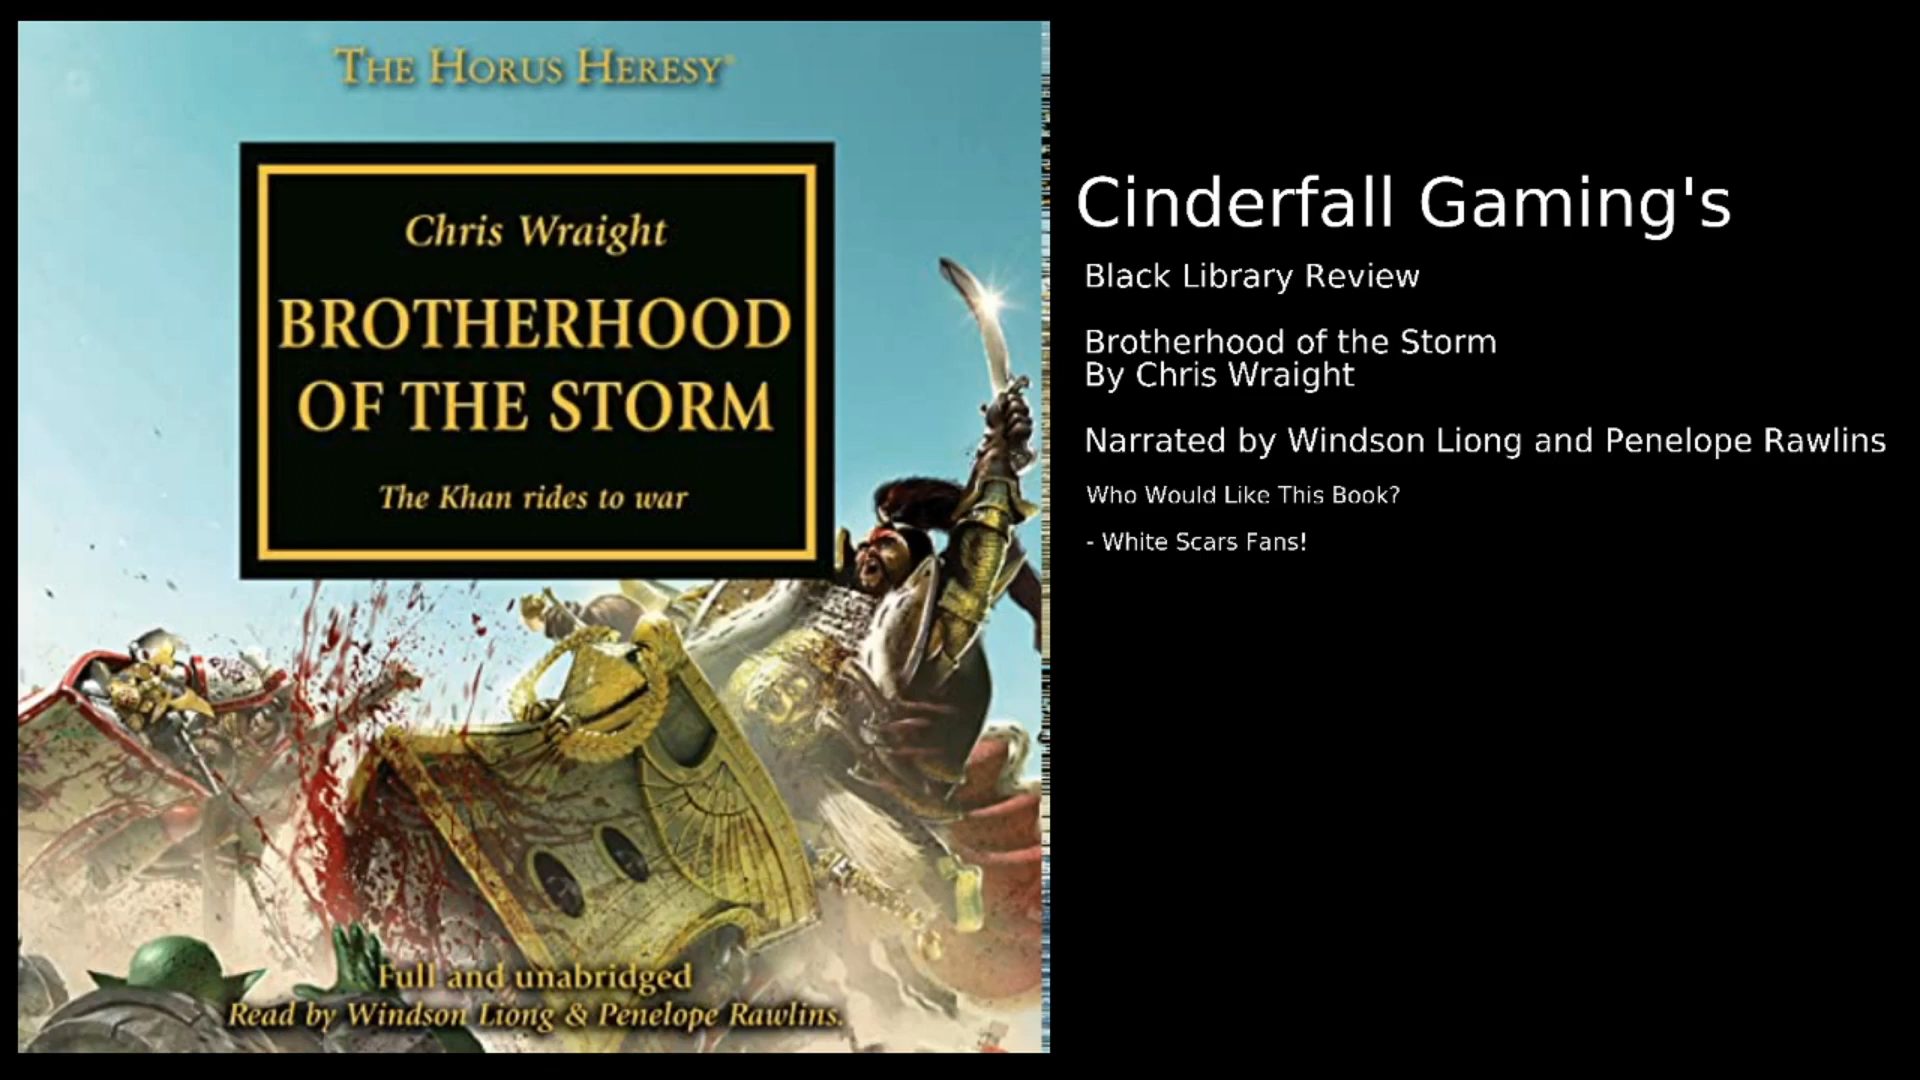 THE HORUS HERESY
Chris Wraight
BROTHERHOOD
OF THE STORM
The Khan rides to war
Full and unabridged
Read by Windson Liong & Penelope Rawlins.
Cinderfall Gaming's
Black Library Review
Brotherhood of the Storm
By Chris Wraight
Narrated by Windson Liong and Penelope Rawlins
Who Would Like This Book?
- White Scars Fans!